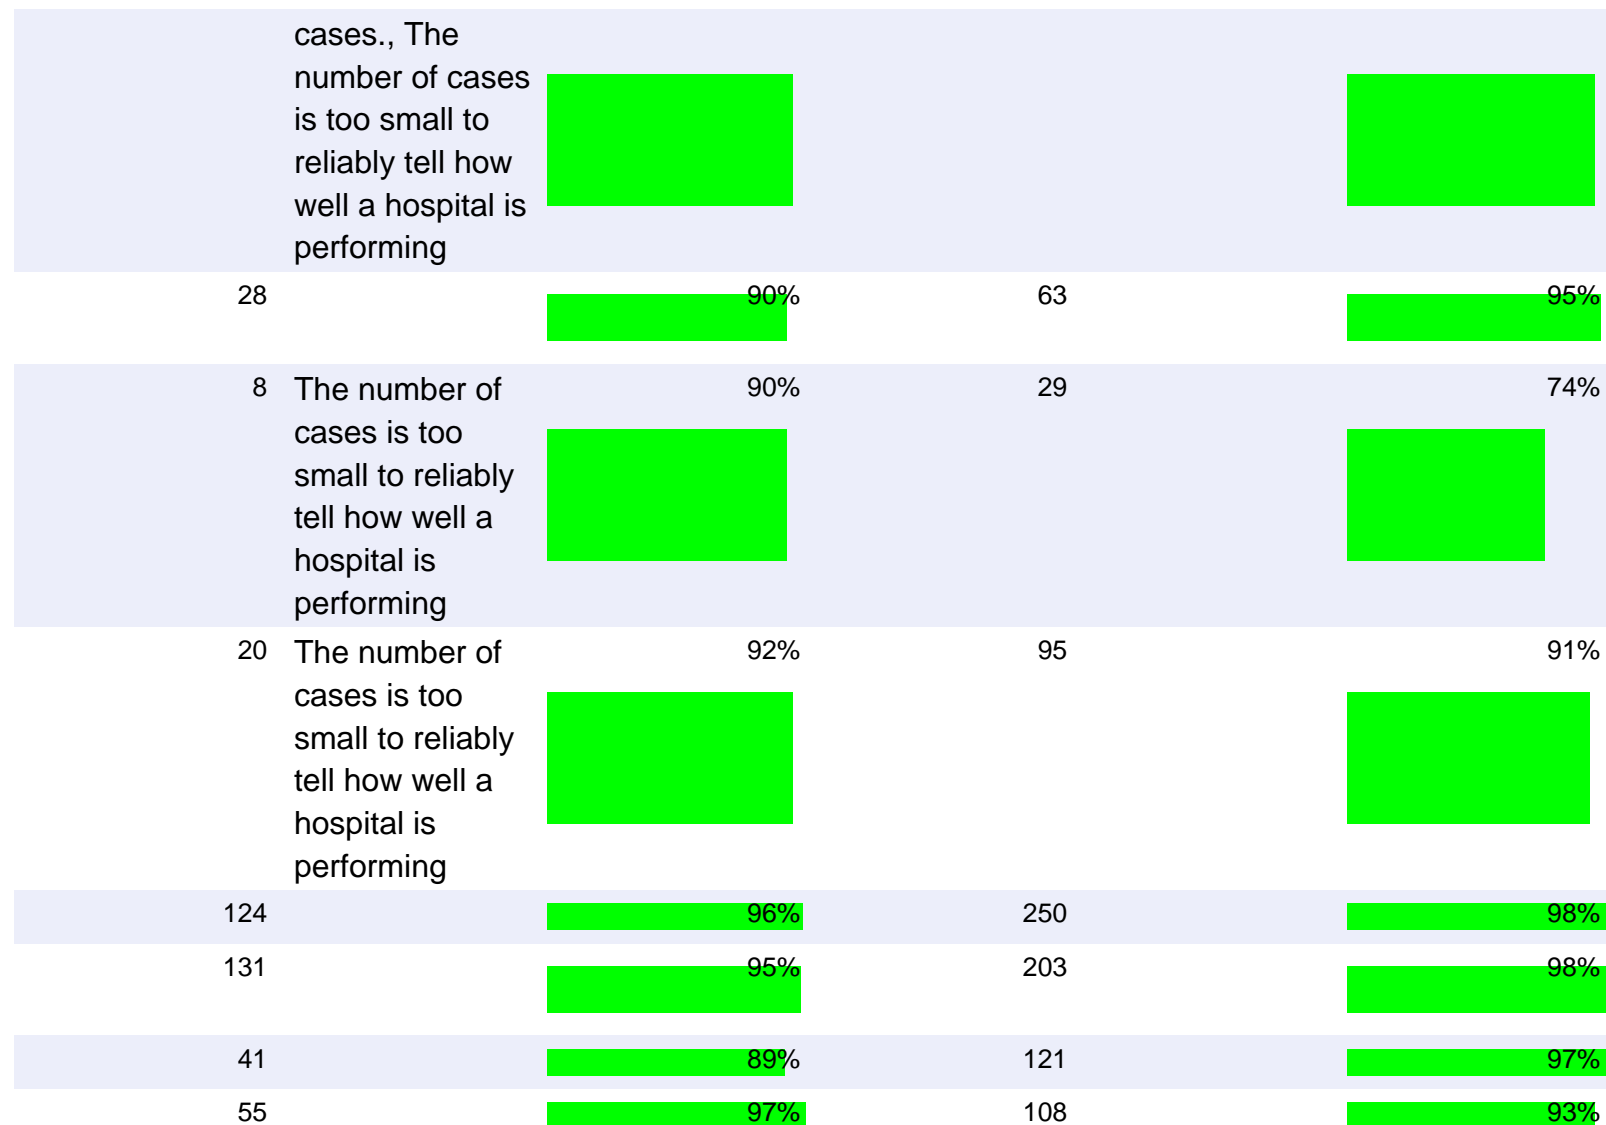 cases., The
number of cases
is too small to
reliably tell how
well a hospital is
performing
28 90% 63 95%
8 The number of 90% 29 74%
cases is too
small to reliably
tell how well a
hospital is
performing
20 The number of 92% 95 91%
cases is too
small to reliably
tell how well a
hospital is
performing
124 96% 250 98%
131 95% 203 98%
41 89% 121 97%
55 97% 108 93%